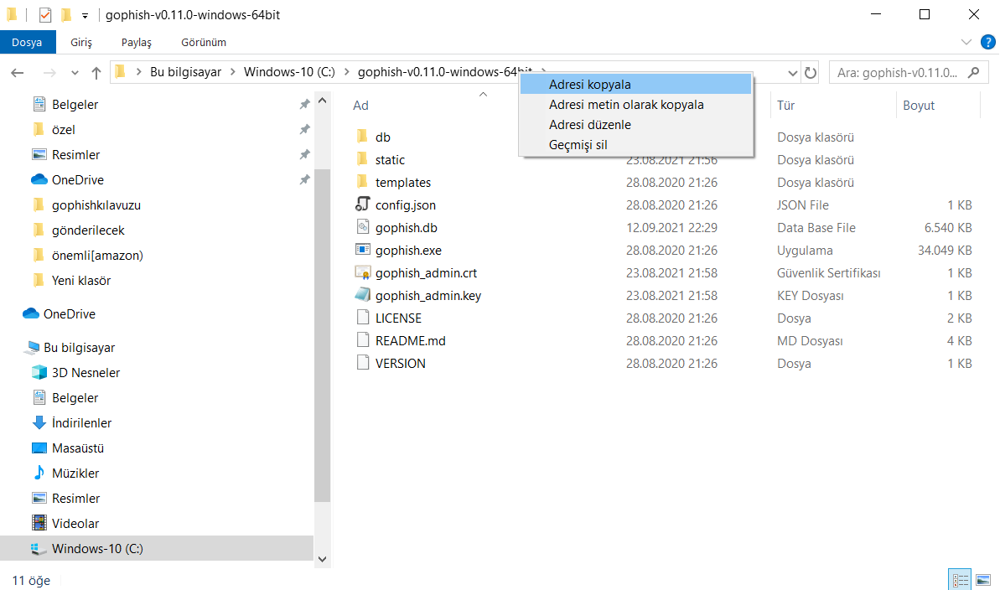 gophish-v0.11.0-windows-64bit
Dosya Giriş Paylaş Görünüm
Bu bilgisayar Windows-10 (C:) gophish-v0.11.0-windows-64bit
Ara: gophish-v0.11.0...
Adresi kopyala
Adresi metin olarak kopyala
Adresi düzenle
Geçmişi sil
Belgeler
özel
Resimler
OneDrive
gophishkılavuzu
gönderilecek
önemli[amazon)
Yeni klasör
OneDrive
Bu bilgisayar
3D Nesneler
Belgeler
İndirilenler
Masaüstü
Müzikler
Resimler
Videolar
Windows-10 (C:)
Ad Tür Boyut
db Dosya klasörü
static 23.08.2021 21:56 Dosya klasörü
templates 28.08.2020 21:26 Dosya klasörü
config.json 28.08.2020 21:26 JSON File 1 KB
gophish.db 12.09.2021 22:29 Data Base File 6.540 KB
gophish.exe 28.08.2020 21:26 Uygulama 34.049 KB
gophish_admin.crt 23.08.2021 21:58 Güvenlik Sertifikası 1 KB
gophish_admin.key 23.08.2021 21:58 KEY Dosyası 1 KB
LICENSE 28.08.2020 21:26 Dosya 2 KB
README.md 28.08.2020 21:26 MD Dosyası 4 KB
VERSION 28.08.2020 21:26 Dosya 1 KB
11 öğe